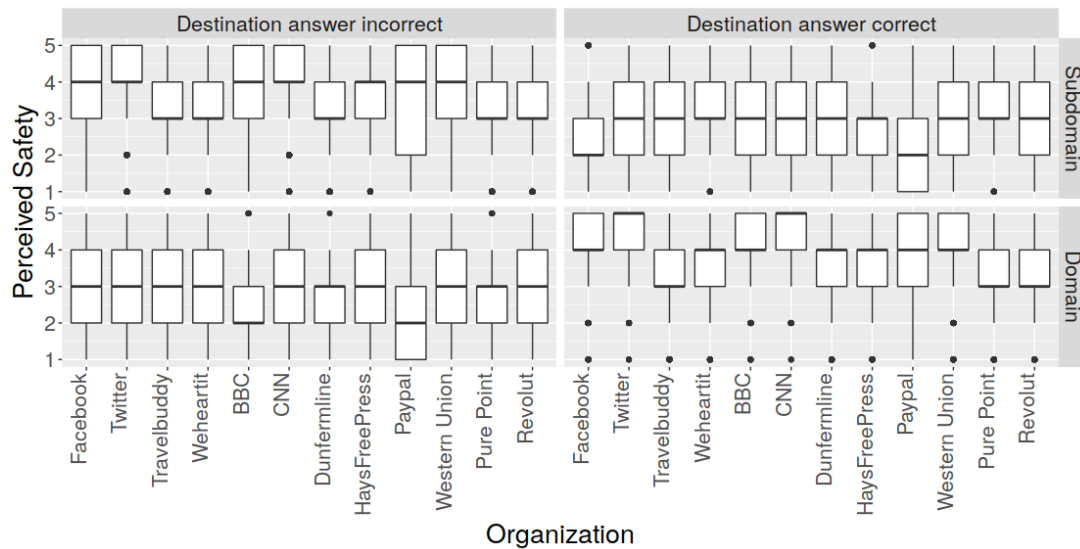 Destination answer incorrect
Destination answer correct
Perceived Safety
5
4
3
2
1
Subdomain
5
4
3
2
1
Domain
Facebook
Twitter
Travelbuddy
Weheartit
BBC
CNN
Dunfermline
HaysFreePress
Paypal
Western Union
Pure Point
Revolut
Facebook
Twitter
Travelbuddy
Weheartit
BBC
CNN
Dunfermline
HaysFreePress
Paypal
Western Union
Pure Point
Revolut
Organization